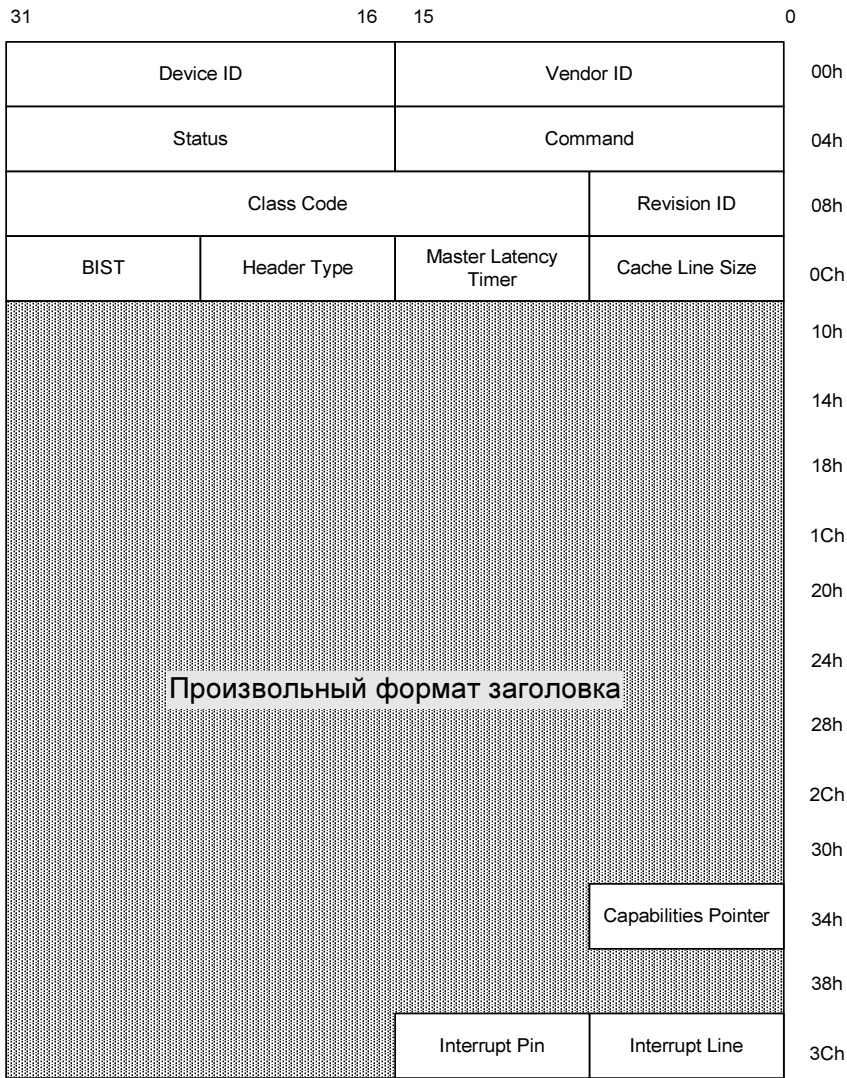 31 16 15 0
Device ID Vendor ID 00h
Status Command 04h
Class Code Revision ID 08h
BIST Header Type Master Latency Timer Cache Line Size 0Ch
10h
14h
18h
1Ch
20h
24h
Произвольный формат заголовка
28h
2Ch
30h
Capabilities Pointer 34h
38h
Interrupt Pin Interrupt Line 3Ch